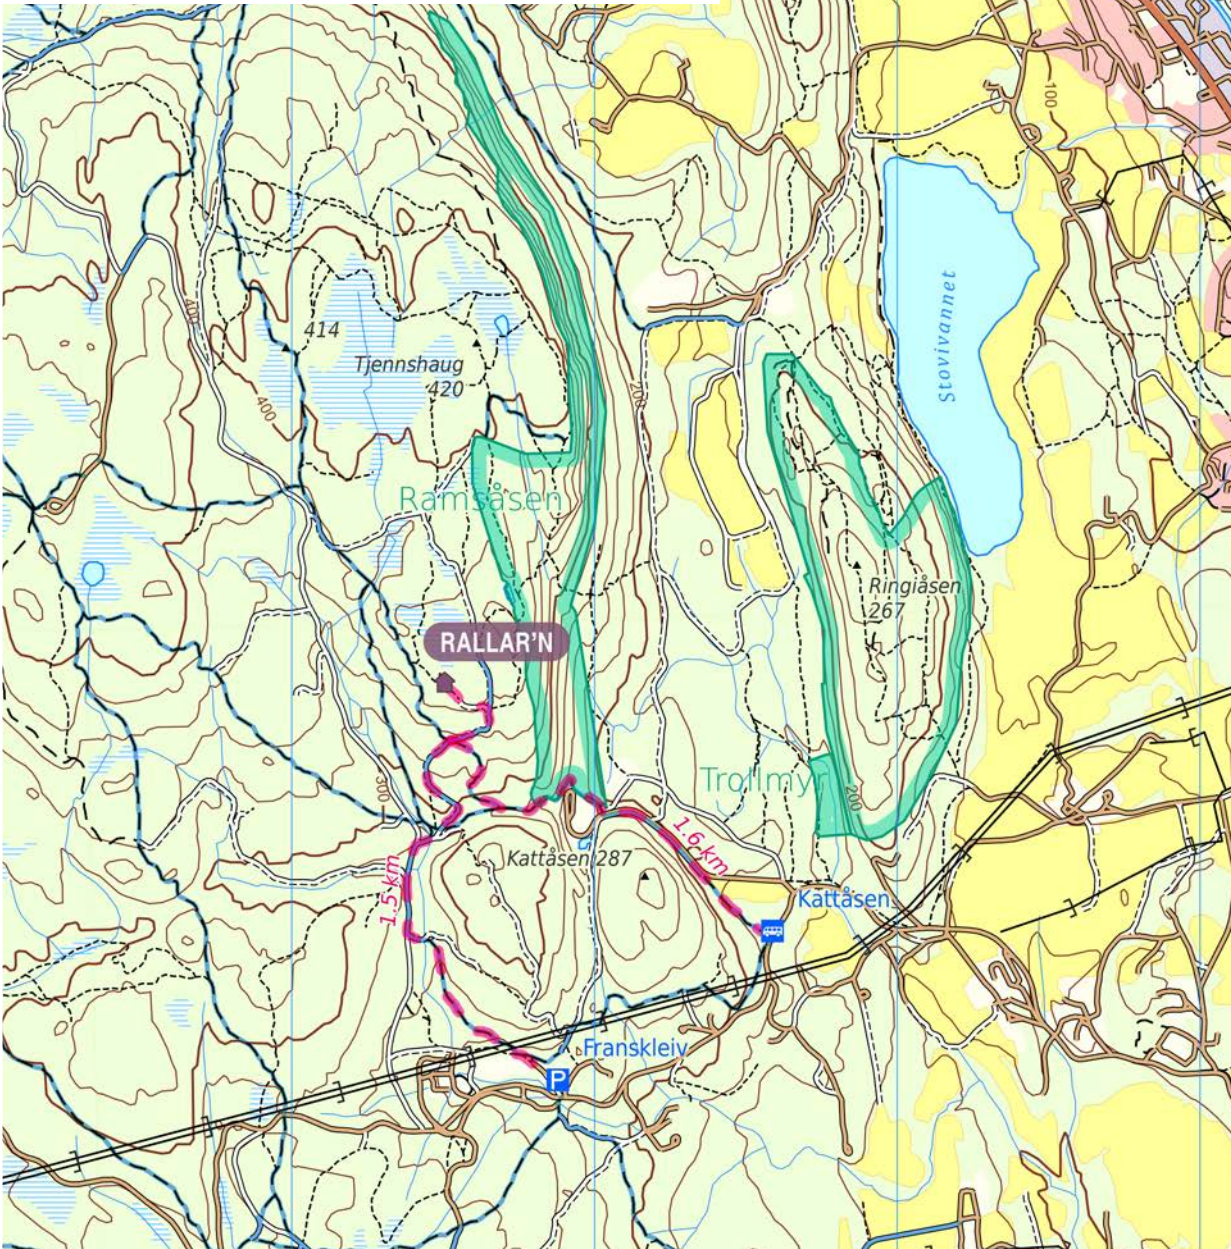 100
Stovivannet
400
414
Tjennshaug
420
400
200
Ramsåsen
Ringiåsen
267
RALLAR'N
Trollmyr
200
300
1.6 km
Kattåsen 287
1.5 km
Kattåsen
Franskleiv
P